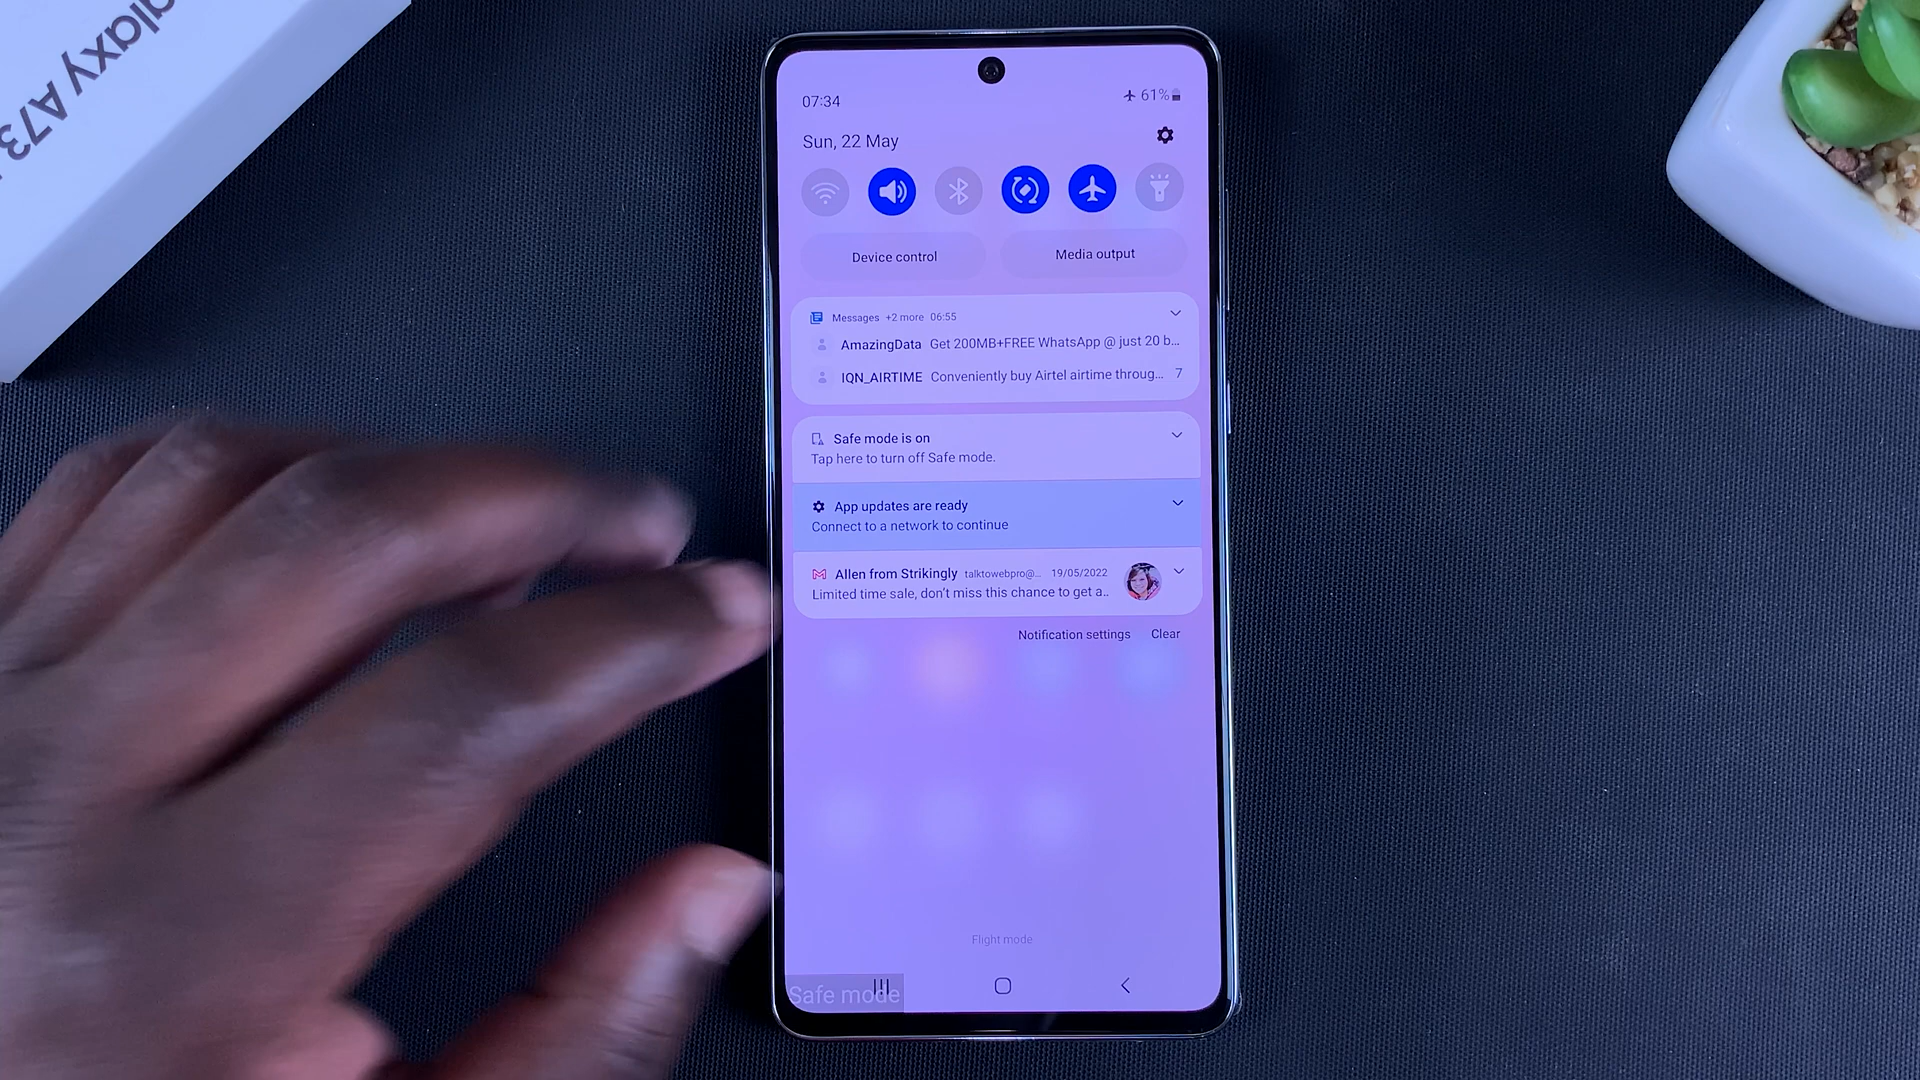 Galaxy A73
07:34
61%
Sun, 22 May
Device control
Media output
Messages +2 more 06:55
AmazingData Get 200MB+FREE WhatsApp @ just 20 b...
IQN_AIRTIME Conveniently buy Airtel airtime throug... 7
Safe mode is on
Tap here to turn off Safe mode.
App updates are ready
Connect to a network to continue
Allen from Strikingly talktowebpro@... 19/05/2022
Limited time sale, don't miss this chance to get a..
Notification settings Clear
Flight mode
Safe mode